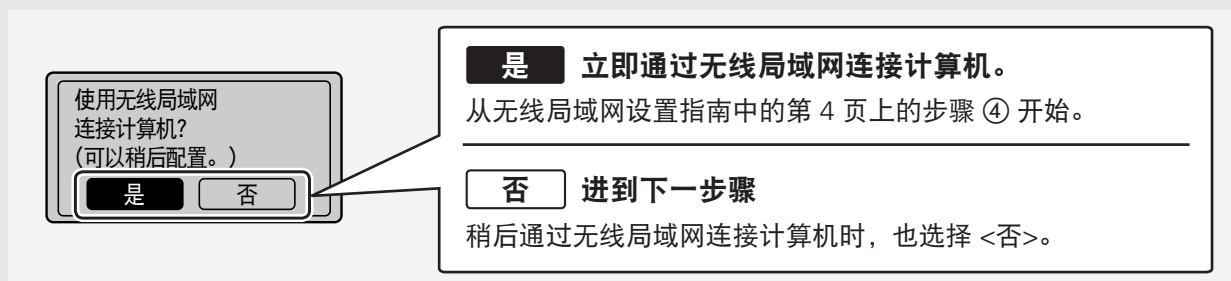 使用无线局域网
连接计算机?
(可以稍后配置。)
是 否
是 立即通过无线局域网连接计算机。
从无线局域网设置指南中的第 4 页上的步骤 ④ 开始。
否 进到下一步骤
稍后通过无线局域网连接计算机时，也选择 <否>。